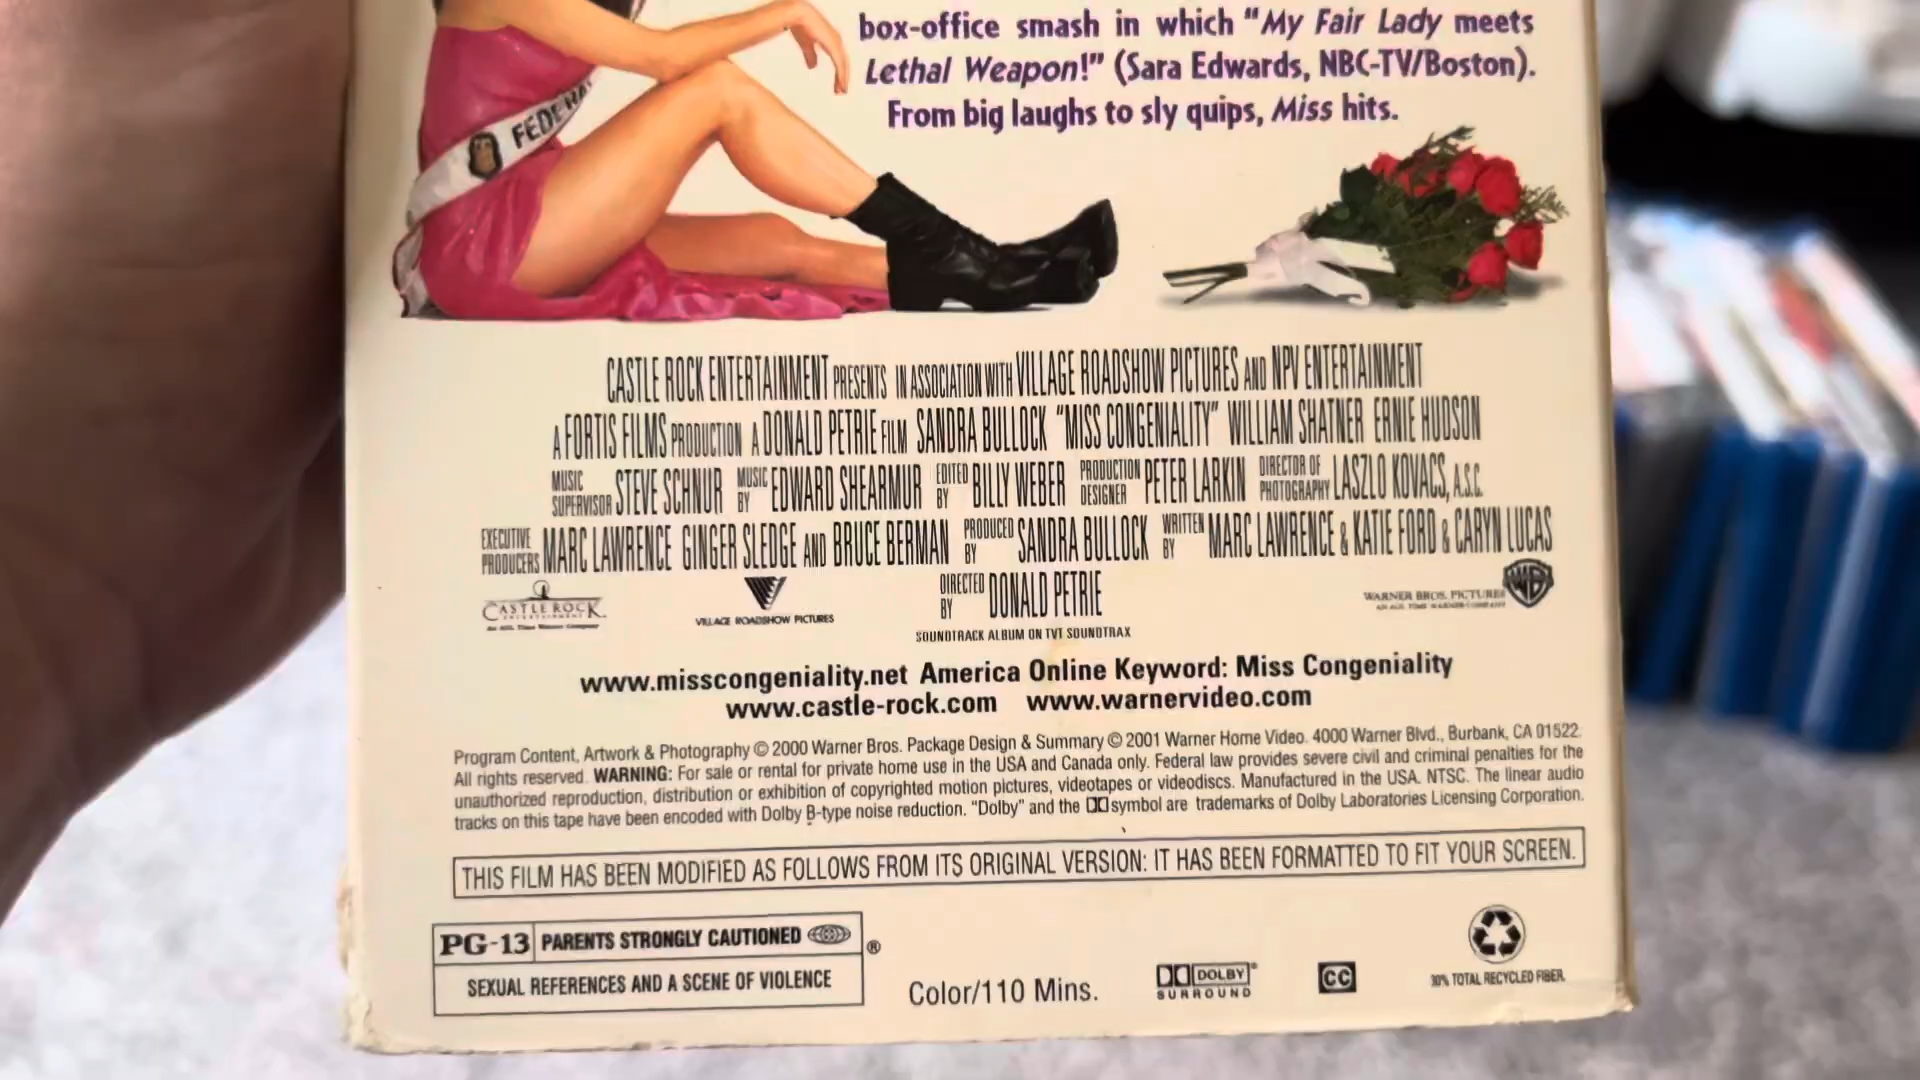 box-office smash in which "My Fair Lady meets
Lethal Weapon!" (Sara Edwards, NBC-TV/Boston).
From big laughs to sly quips, Miss hits.
FEDERA
CASTLE ROCK ENTERTAINMENT PRESENTS IN ASSOCIATION WITH VILLAGE ROADSHOW PICTURES AND NPV ENTERTAINMENT
A FORTIS FILMS PRODUCTION A DONALD PETRIE FILM SANDRA BULLOCK "MISS CONGENIALITY" WILLIAM SHATNER ERNIE HUDSON
MUSIC SUPERVISOR STEVE SCHNUR MUSIC BY EDWARD SHEARMUR EDITED BY BILLY WEBER PRODUCTION DESIGNER PETER LARKIN DIRECTOR OF PHOTOGRAPHY LASZLO KOVACS, A.S.C.
EXECUTIVE PRODUCERS MARC LAWRENCE GINGER SLEDGE AND BRUCE BERMAN PRODUCED BY SANDRA BULLOCK WRITTEN BY MARC LAWRENCE & KATIE FORD & CARYN LUCAS
DIRECTED BY DONALD PETRIE
CASTLE ROCK ENTERTAINMENT
VILLAGE ROADSHOW PICTURES
WARNER BROS. PICTURES
WB
SOUNDTRACK ALBUM ON TVT SOUNDTRAX
www.misscongeniality.net America Online Keyword: Miss Congeniality
www.castle-rock.com www.warnervideo.com
Program Content, Artwork & Photography © 2000 Warner Bros. Package Design & Summary © 2001 Warner Home Video. 4000 Warner Blvd., Burbank, CA 01522.
All rights reserved. WARNING: For sale or rental for private home use in the USA and Canada only. Federal law provides severe civil and criminal penalties for the
unauthorized reproduction, distribution or exhibition of copyrighted motion pictures, videotapes or videodiscs. Manufactured in the USA. NTSC. The linear audio
tracks on this tape have been encoded with Dolby B-type noise reduction. "Dolby" and the symbol are trademarks of Dolby Laboratories Licensing Corporation.
THIS FILM HAS BEEN MODIFIED AS FOLLOWS FROM ITS ORIGINAL VERSION: IT HAS BEEN FORMATTED TO FIT YOUR SCREEN.
PG-13 PARENTS STRONGLY CAUTIONED ®
SEXUAL REFERENCES AND A SCENE OF VIOLENCE
Color/110 Mins.
DOLBY
SURROUND
CC
TOTAL RECYCLED FIBER